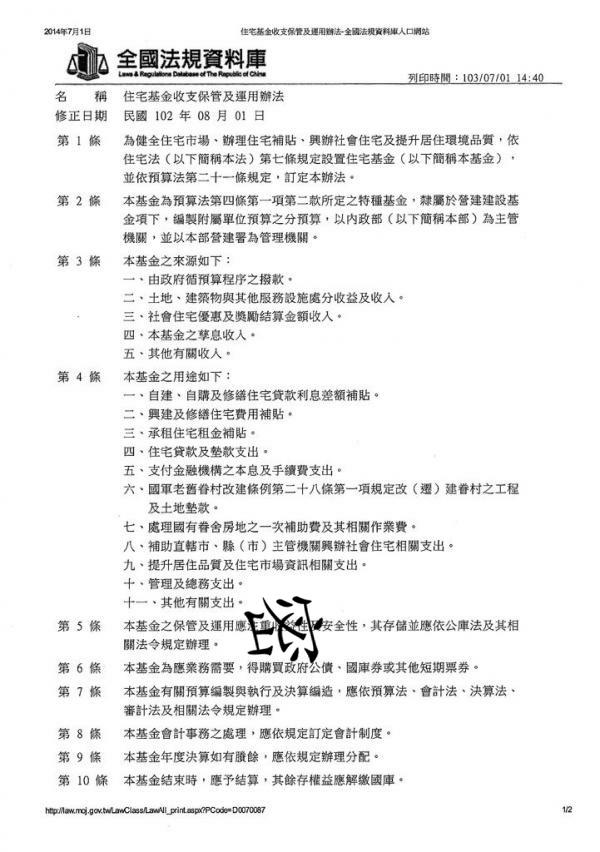 2014年7月1日 住宅基金收支保管及運用辦法-全國法規資料庫入口網站
全國法規資料庫
Laws & Regulations Database of The Republic of China
列印時間：103/07/01 14:40
名 稱 住宅基金收支保管及運用辦法
修正日期 民國 102 年 08 月 01 日
第 1 條 為健全住宅市場、辦理住宅補貼、興辦社會住宅及提升居住環境品質，依
住宅法（以下簡稱本法）第七條規定設置住宅基金（以下簡稱本基金），
並依預算法第二十一條規定，訂定本辦法。
第 2 條 本基金為預算法第四條第一項第二款所定之特種基金，隸屬於營建建設基
金項下，編製附屬單位預算之分預算，以內政部（以下簡稱本部）為主管
機關，並以本部營建署為管理機關。
第 3 條 本基金之來源如下：
一、由政府循預算程序之撥款。
二、土地、建築物與其他服務設施處分收益及收入。
三、社會住宅優惠及獎勵結算金額收入。
四、本基金之孳息收入。
五、其他有關收入。
第 4 條 本基金之用途如下：
一、自建、自購及修繕住宅貸款利息差額補貼。
二、興建及修繕住宅費用補貼。
三、承租住宅租金補貼。
四、住宅貸款及墊款支出。
五、支付金融機構之本息及手續費支出。
六、國軍老舊眷村改建條例第二十八條第一項規定改（遷）建眷村之工程
及土地墊款。
七、處理國有眷舍房地之一次補助費及其相關作業費。
八、補助直轄市、縣（市）主管機關興辦社會住宅相關支出。
九、提升居住品質及住宅市場資訊相關支出。
十、管理及總務支出。
十一、其他有關支出。
第 5 條 本基金之保管及運用應注重收益性及安全性，其存儲並應依公庫法及其相
關法令規定辦理。
密
第 6 條 本基金為應業務需要，得購買政府公債、國庫券或其他短期票券。
第 7 條 本基金有關預算編製與執行及決算編造，應依預算法、會計法、決算法、
審計法及相關法令規定辦理。
第 8 條 本基金會計事務之處理，應依規定訂定會計制度。
第 9 條 本基金年度決算如有賸餘，應依規定辦理分配。
第 10 條 本基金結束時，應予結算，其餘存權益應解繳國庫。
http://law.moj.gov.tw/LawClass/LawAll_print.aspx?PCode=D0070087 1/2